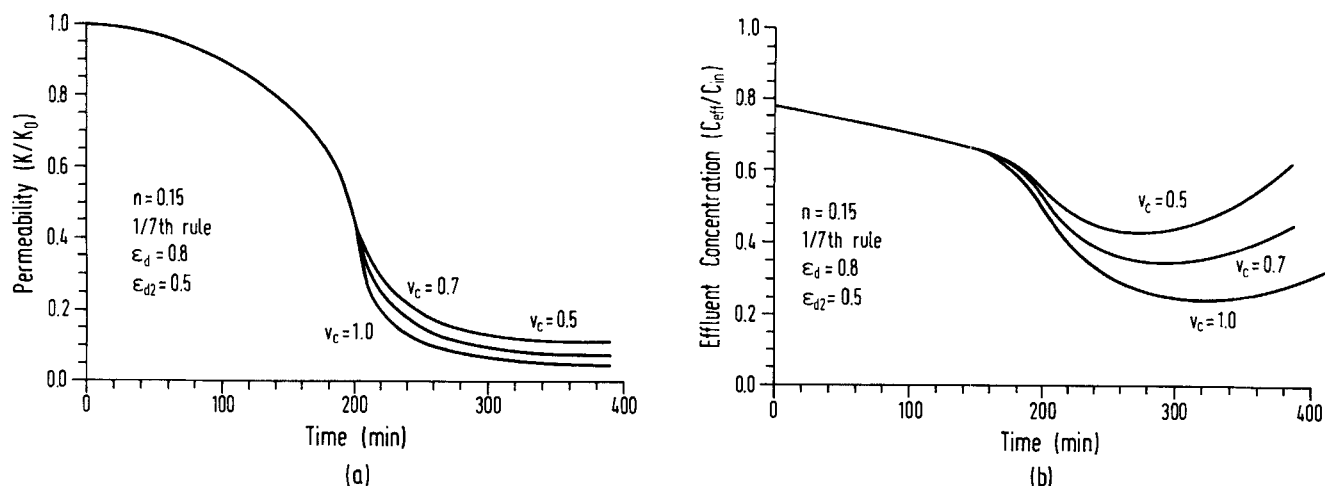 Permeability (K/K₀)
1.0
0.8
0.6
0.4
0.2
0.0
n = 0.15
1/7th rule
εd = 0.8
εd2 = 0.5
vc = 0.7
vc = 0.5
vc = 1.0
0
100
200
300
400
Time (min)
(a)
Effluent Concentration (Ceff/Cin)
1.0
0.8
0.6
0.4
0.2
0.0
n = 0.15
1/7th rule
εd = 0.8
εd2 = 0.5
vc = 0.5
vc = 0.7
vc = 1.0
0
100
200
300
400
Time (min)
(b)